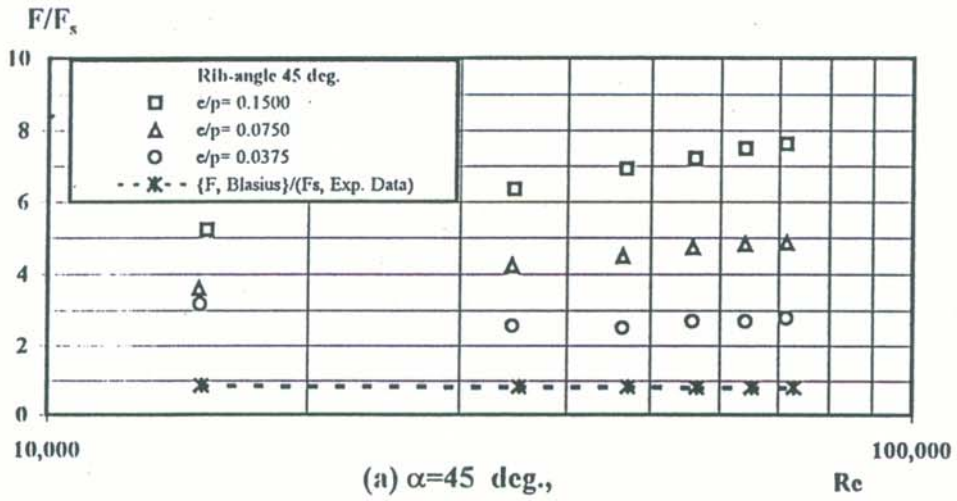 F/Fs
10
8
6
4
2
0
Rib-angle 45 deg.
e/p= 0.1500
e/p= 0.0750
e/p= 0.0375
{F, Blasius}/(Fs, Exp. Data)
10,000
100,000
(a) α=45 deg.,
Re